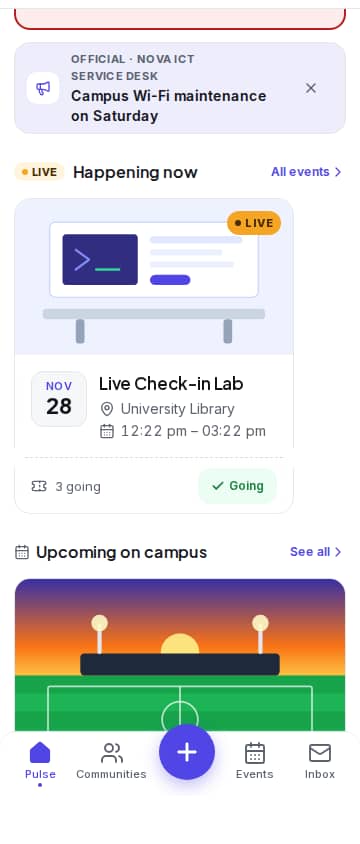 OFFICIAL · NOVA ICT
SERVICE DESK
Campus Wi-Fi maintenance
on Saturday
LIVE
Happening now
All events
LIVE
NOV
28
Live Check-in Lab
University Library
12:22 pm – 03:22 pm
3 going
Going
Upcoming on campus
See all
Pulse
Communities
Events
Inbox